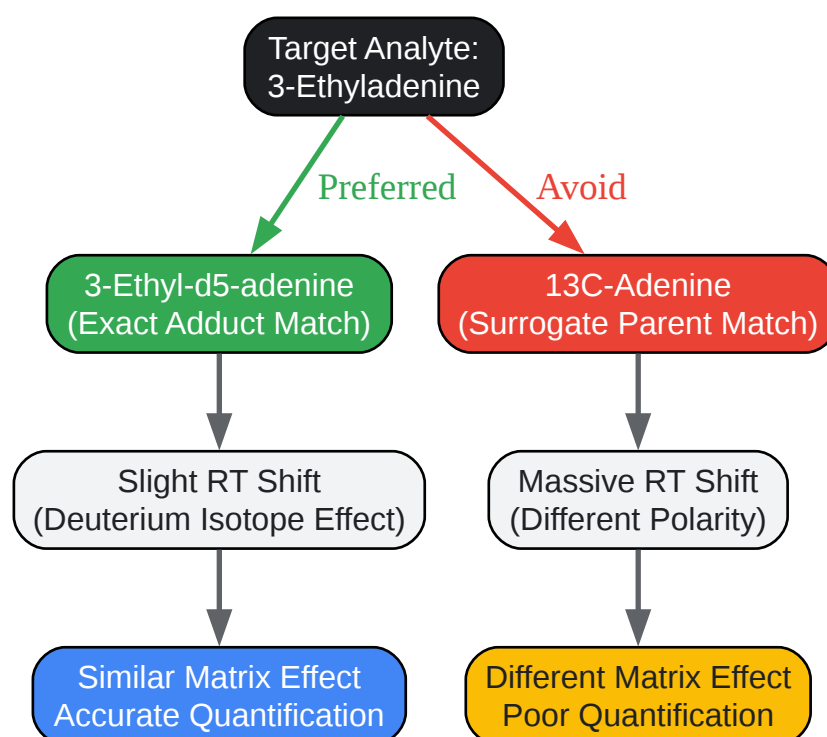 Target Analyte:
3-Ethyladenine
Preferred
Avoid
3-Ethyl-d5-adenine
(Exact Adduct Match)
13C-Adenine
(Surrogate Parent Match)
Slight RT Shift
(Deuterium Isotope Effect)
Massive RT Shift
(Different Polarity)
Similar Matrix Effect
Accurate Quantification
Different Matrix Effect
Poor Quantification